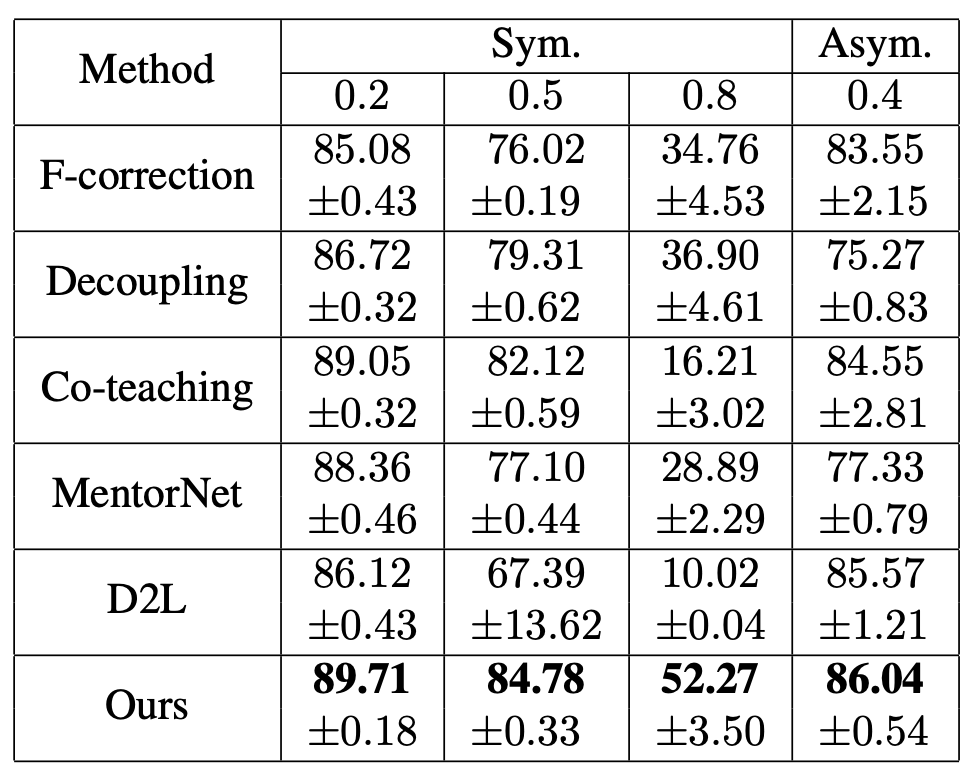 Method Sym. Asym.
0.2 0.5 0.8 0.4
F-correction 85.08 76.02 34.76 83.55
±0.43 ±0.19 ±4.53 ±2.15
Decoupling 86.72 79.31 36.90 75.27
±0.32 ±0.62 ±4.61 ±0.83
Co-teaching 89.05 82.12 16.21 84.55
±0.32 ±0.59 ±3.02 ±2.81
MentorNet 88.36 77.10 28.89 77.33
±0.46 ±0.44 ±2.29 ±0.79
D2L 86.12 67.39 10.02 85.57
±0.43 ±13.62 ±0.04 ±1.21
Ours 89.71 84.78 52.27 86.04
±0.18 ±0.33 ±3.50 ±0.54